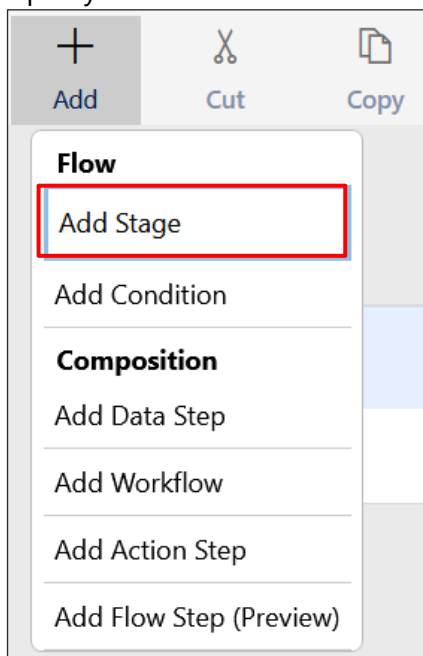 Add Cut Copy
Flow
Add Stage
Add Condition
Composition
Add Data Step
Add Workflow
Add Action Step
Add Flow Step (Preview)